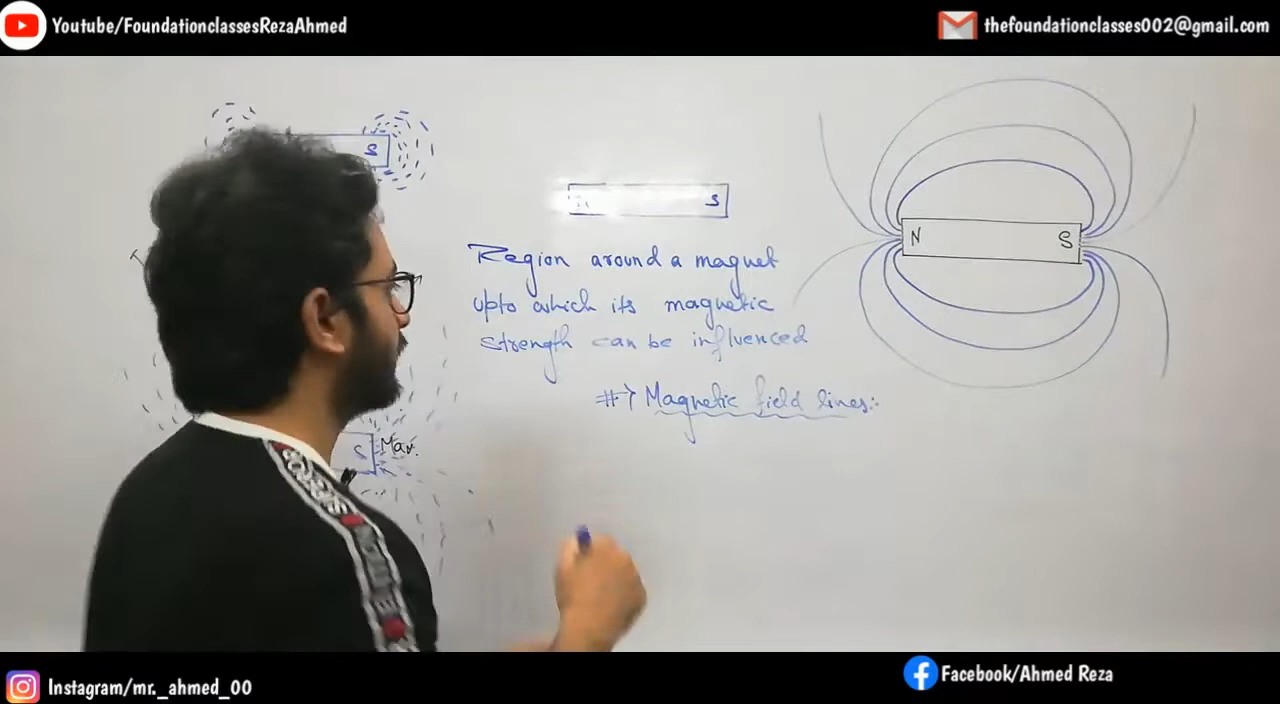 Youtube/FoundationclassesRezaAhmed
thefoundationclasses002@gmail.com
S
S
Region around a magnet
upto which its magnetic
strength can be influenced
#→ Magnetic field lines:
N S
S Max.
Instagram/mr._ahmed_00
Facebook/Ahmed Reza